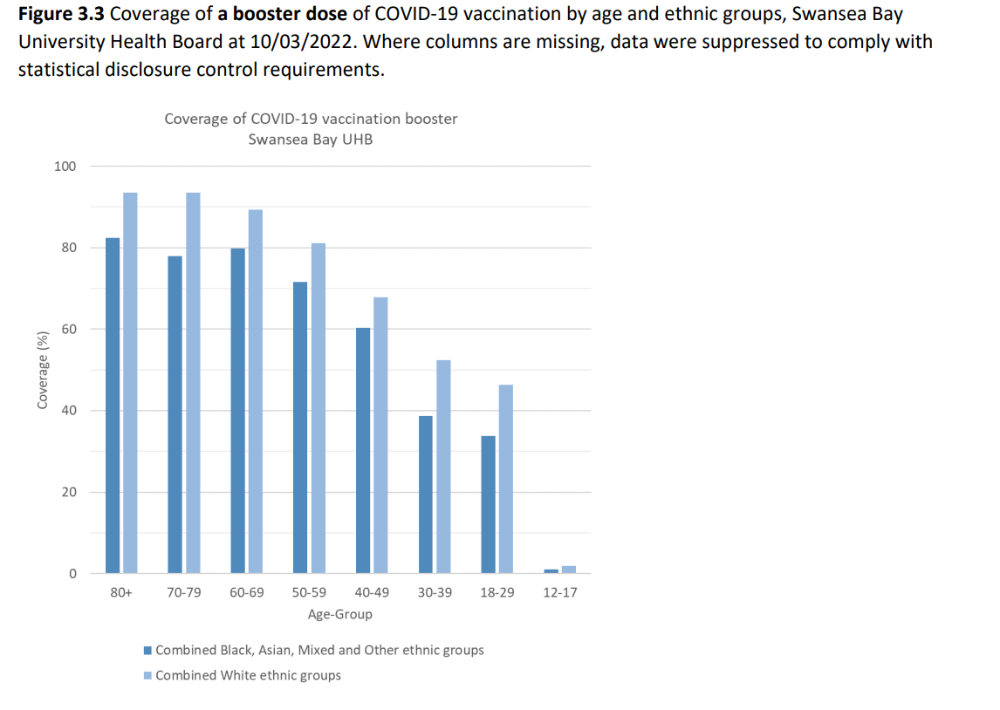 Figure 3.3 Coverage of a booster dose of COVID-19 vaccination by age and ethnic groups, Swansea Bay
University Health Board at 10/03/2022. Where columns are missing, data were suppressed to comply with
statistical disclosure control requirements.
Coverage of COVID-19 vaccination booster
Swansea Bay UHB
100
80
60
40
20
0
Coverage (%)
80+ 70-79 60-69 50-59 40-49 30-39 18-29 12-17
Age-Group
Combined Black, Asian, Mixed and Other ethnic groups
Combined White ethnic groups